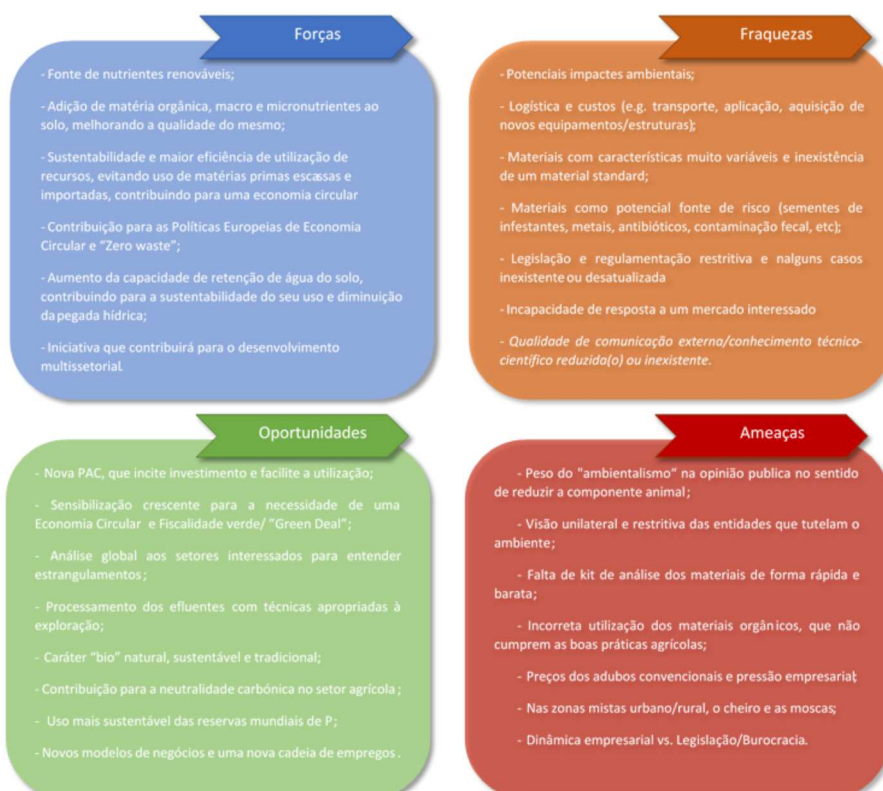 Forças
- Fonte de nutrientes renováveis;
- Adição de matéria orgânica, macro e micronutrientes ao
solo, melhorando a qualidade do mesmo;
- Sustentabilidade e maior eficiência de utilização de
recursos, evitando uso de matérias primas escassas e
importadas, contribuindo para uma economia circular
- Contribuição para as Políticas Europeias de Economia
Circular e “Zero waste”;
- Aumento da capacidade de retenção de água do solo,
contribuindo para a sustentabilidade do seu uso e diminuição
da pegada hídrica;
- Iniciativa que contribuirá para o desenvolvimento
multissetorial.
Fraquezas
- Potenciais impactes ambientais;
- Logística e custos (e.g. transporte, aplicação, aquisição de
novos equipamentos/estruturas);
- Materiais com características muito variáveis e inexistência
de um material standard;
- Materiais como potencial fonte de risco (sementes de
infestantes, metais, antibióticos, contaminação fecal, etc);
- Legislação e regulamentação restritiva e nalguns casos
inexistente ou desatualizada
- Incapacidade de resposta a um mercado interessado
- Qualidade de comunicação externa/conhecimento técnico-
científico reduzida(o) ou inexistente.
Oportunidades
- Nova PAC, que incite investimento e facilite a utilização;
- Sensibilização crescente para a necessidade de uma
Economia Circular e Fiscalidade verde/ “Green Deal”;
- Análise global aos setores interessados para entender
estrangulamentos;
- Processamento dos efluentes com técnicas apropriadas à
exploração;
- Caráter “bio” natural, sustentável e tradicional;
- Contribuição para a neutralidade carbónica no setor agrícola;
- Uso mais sustentável das reservas mundiais de P;
- Novos modelos de negócios e uma nova cadeia de empregos.
Ameaças
- Peso do "ambientalismo“ na opinião publica no sentido
de reduzir a componente animal;
- Visão unilateral e restritiva das entidades que tutelam o
ambiente;
- Falta de kit de análise dos materiais de forma rápida e
barata;
- Incorreta utilização dos materiais orgânicos, que não
cumprem as boas práticas agrícolas;
- Preços dos adubos convencionais e pressão empresarial;
- Nas zonas mistas urbano/rural, o cheiro e as moscas;
- Dinâmica empresarial vs. Legislação/Burocracia.